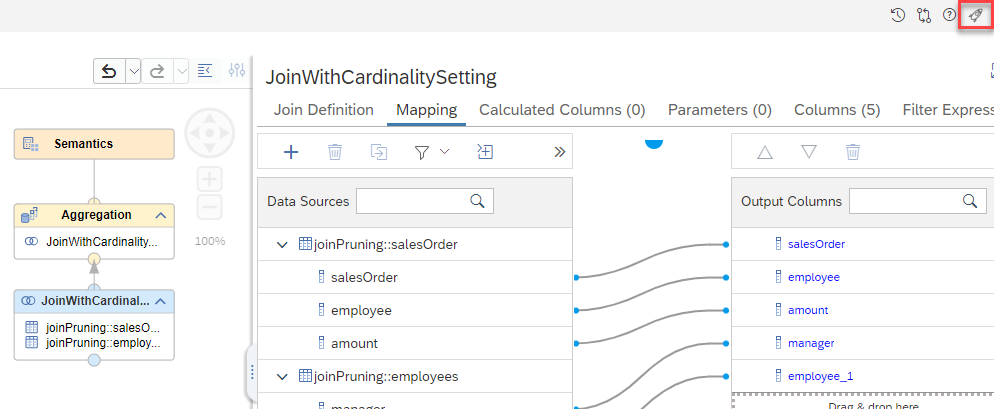 JoinWithCardinalitySetting
Join Definition Mapping Calculated Columns (0) Parameters (0) Columns (5) Filter Express
Semantics
Aggregation
JoinWithCardinality...
100%
JoinWithCardinal...
joinPruning::salesO...
joinPruning::employ...
Data Sources
Output Columns
joinPruning::salesOrder
salesOrder
employee
amount
joinPruning::employees
manager
salesOrder
employee
amount
manager
employee_1
Drag & drop here